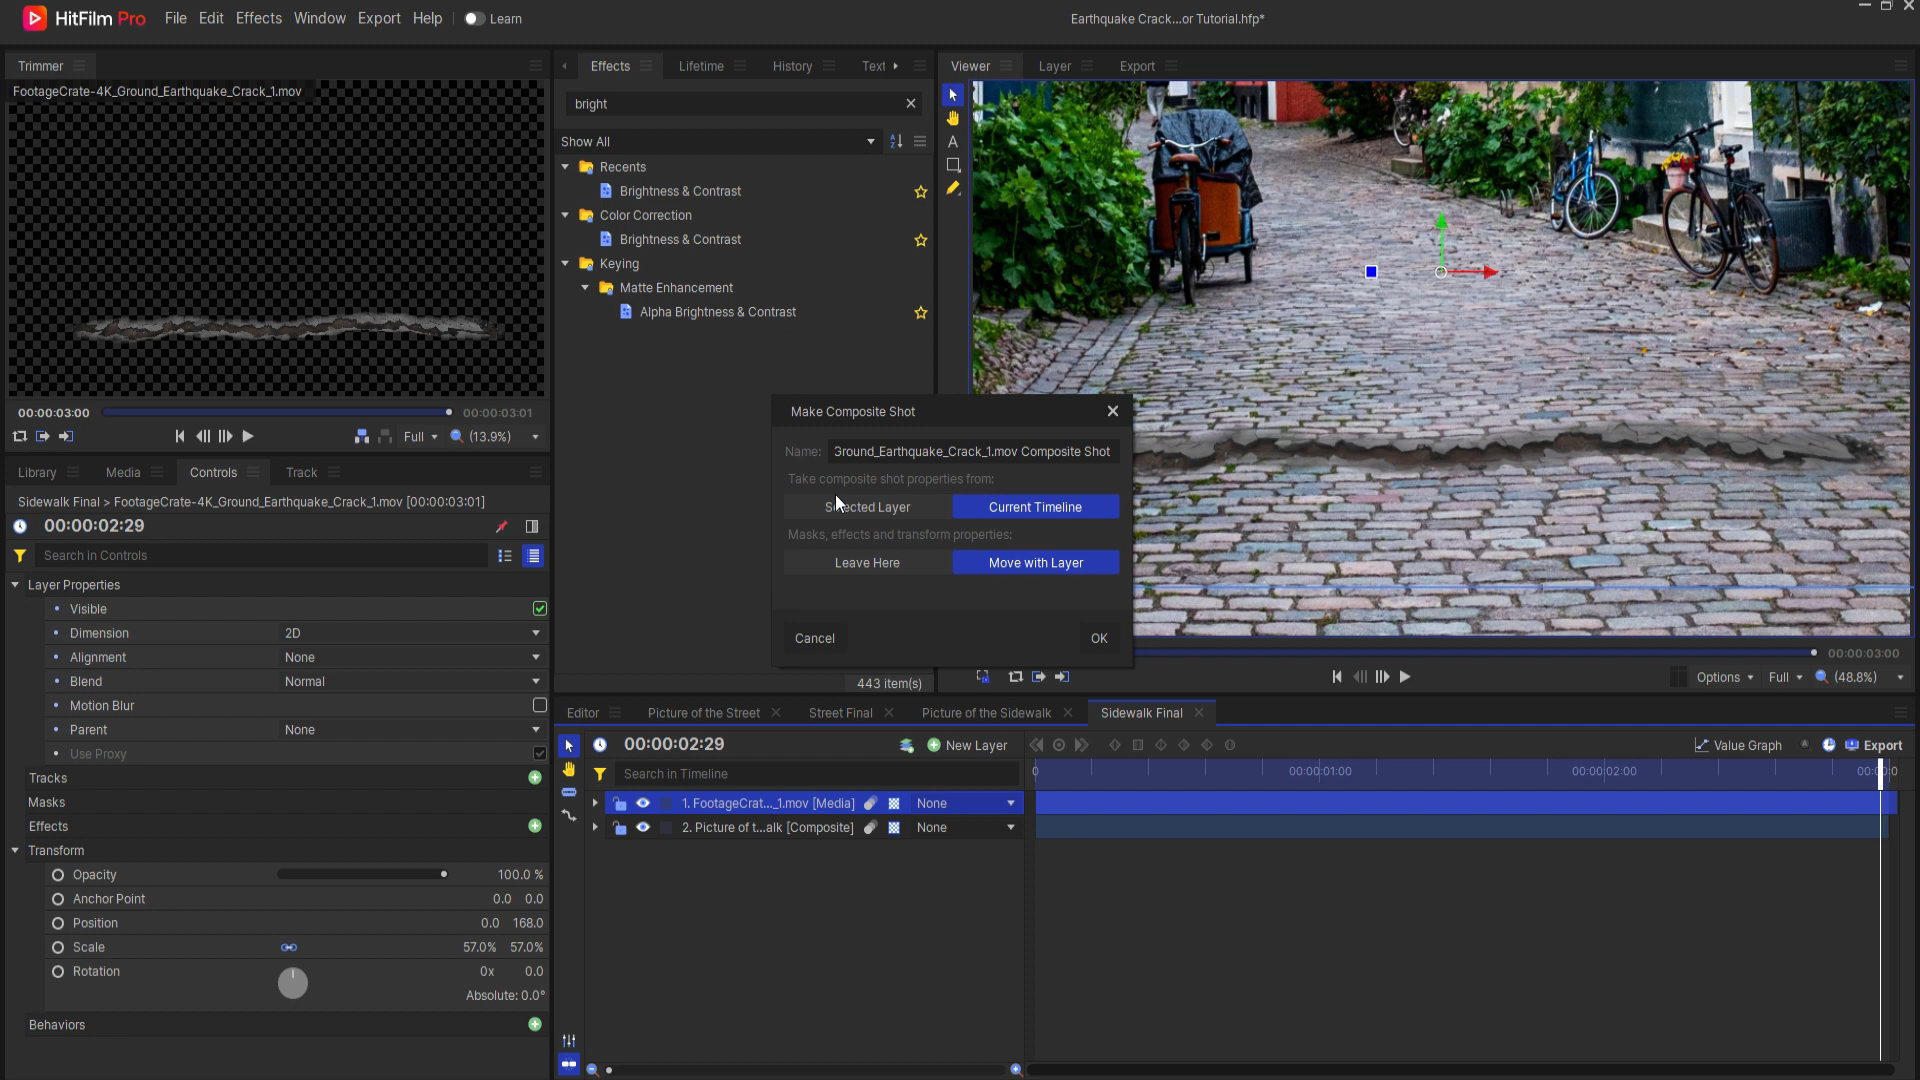 HitFilm Pro File Edit Effects Window Export Help Learn Earthquake Crack...or Tutorial.hfp*
Trimmer
FootageCrate-4K_Ground_Earthquake_Crack_1.mov
00:00:03:00 00:00:03:01
Full (13.9%)
Effects Lifetime History Text
bright
Show All
Recents
Brightness & Contrast
Color Correction
Brightness & Contrast
Keying
Matte Enhancement
Alpha Brightness & Contrast
443 item(s)
Viewer Layer Export
A
Make Composite Shot
Name: Ground_Earthquake_Crack_1.mov Composite Shot
Take composite shot properties from:
Selected Layer Current Timeline
Masks, effects and transform properties:
Leave Here Move with Layer
Cancel OK
00:00:03:00
Options Full (48.8%)
Library Media Controls Track
Sidewalk Final > FootageCrate-4K_Ground_Earthquake_Crack_1.mov [00:00:03:01]
00:00:02:29
Search in Controls
Layer Properties
Visible
Dimension 2D
Alignment None
Blend Normal
Motion Blur
Parent None
Use Proxy
Tracks
Masks
Effects
Transform
Opacity 100.0 %
Anchor Point 0.0 0.0
Position 0.0 168.0
Scale 57.0% 57.0%
Rotation 0x 0.0
Absolute: 0.0°
Behaviors
Editor Picture of the Street Street Final Picture of the Sidewalk Sidewalk Final
00:00:02:29 New Layer Value Graph Export
Search in Timeline 0 00:00:01:00 00:00:02:00
1. FootageCrat..._1.mov [Media] None
2. Picture of t...alk [Composite] None